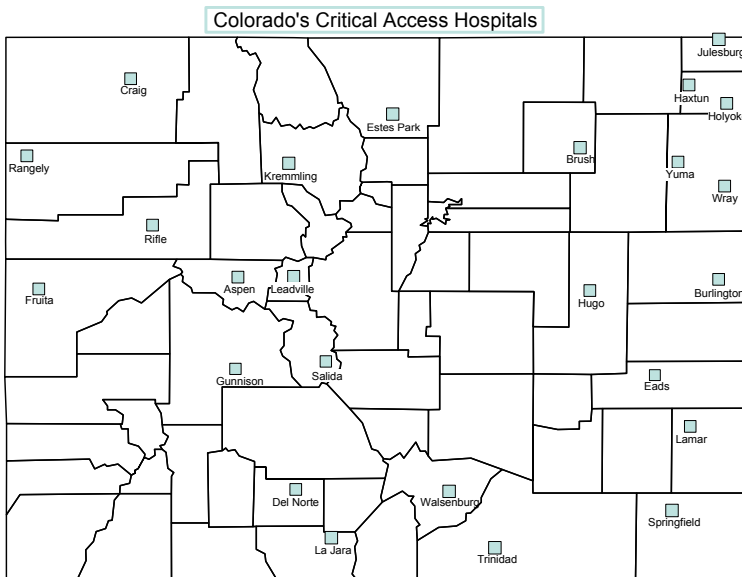 Colorado's Critical Access Hospitals
Julesburg
Craig
Haxtun
Holyok
Estes Park
Brush
Rangely
Kremmling
Yuma
Wray
Rifle
Fruita
Aspen
Leadville
Hugo
Burlington
Gunnison
Salida
Eads
Lamar
Del Norte
Walsenburg
Springfield
La Jara
Trinidad